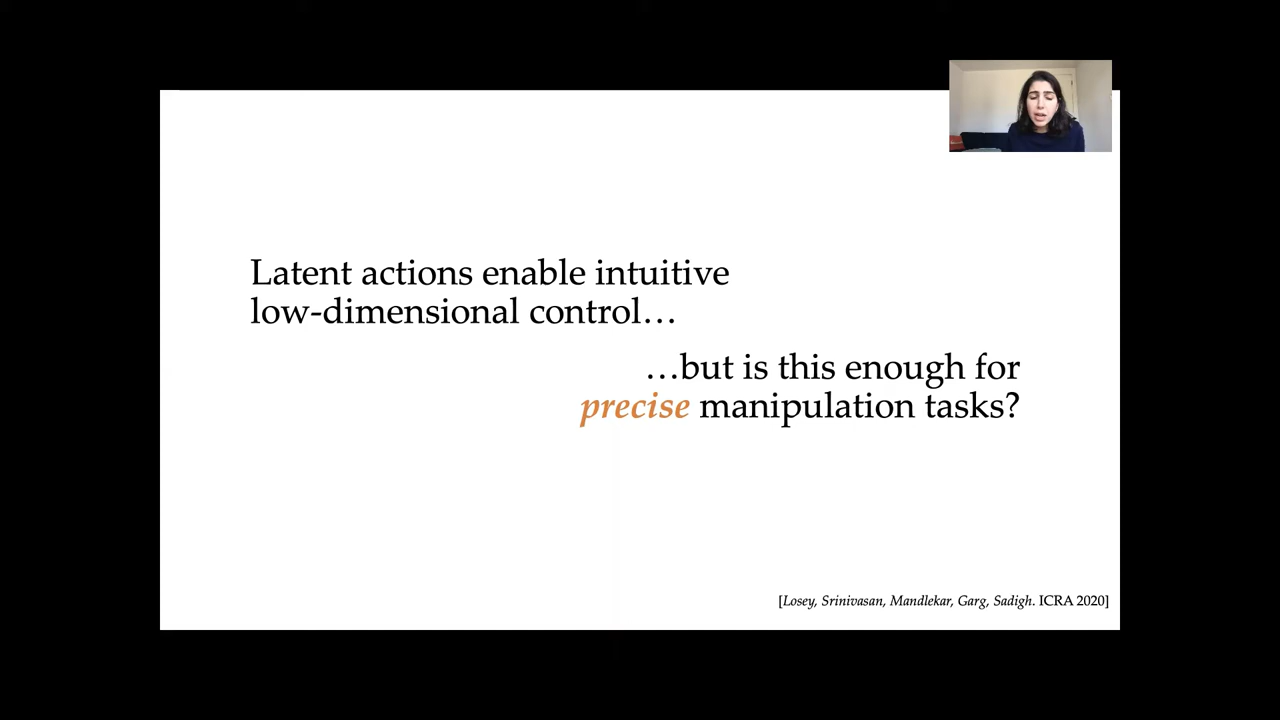 Latent actions enable intuitive
low-dimensional control…
…but is this enough for
precise manipulation tasks?
[Losey, Srinivasan, Mandlekar, Garg, Sadigh. ICRA 2020]